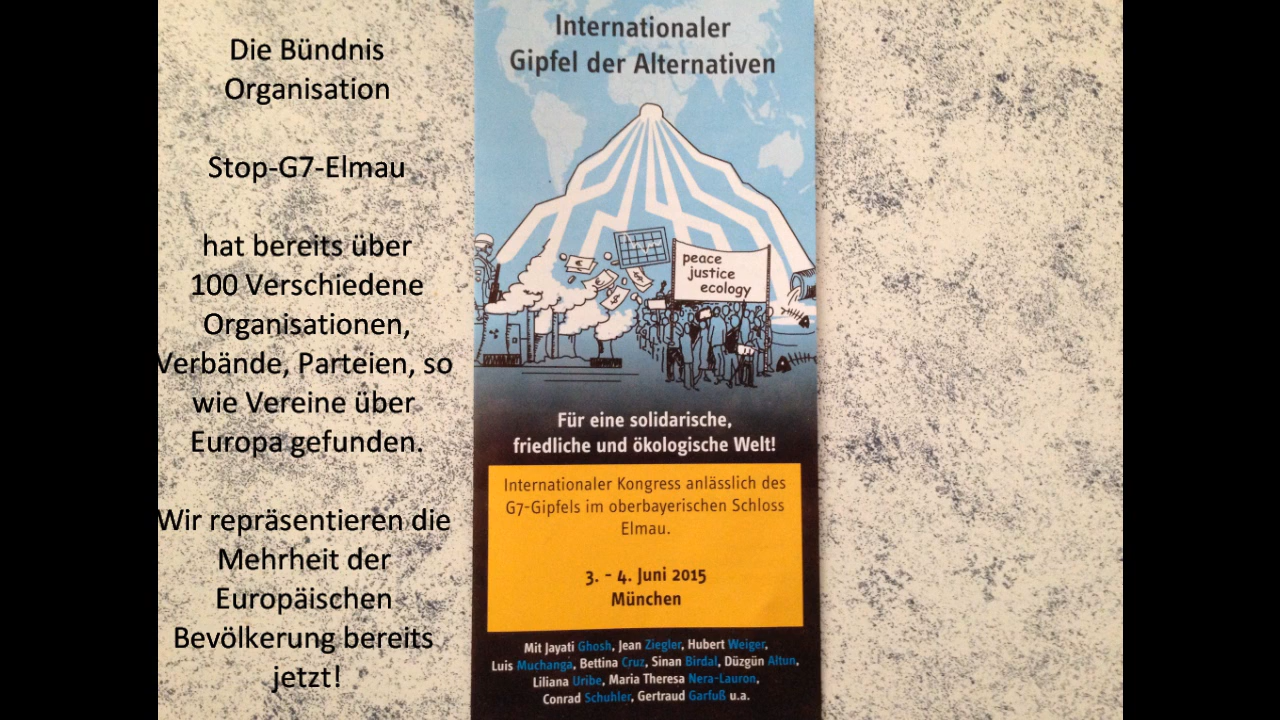 Die Bündnis
Organisation
Stop-G7-Elmau
hat bereits über
100 Verschiedene
Organisationen,
Verbände, Parteien, so
wie Vereine über
Europa gefunden.
Wir repräsentieren die
Mehrheit der
Europäischen
Bevölkerung bereits
jetzt!
Internationaler
Gipfel der Alternativen
peace
justice
ecology
Für eine solidarische,
friedliche und ökologische Welt!
Internationaler Kongress anlässlich des
G7-Gipfels im oberbayerischen Schloss
Elmau.
3. - 4. Juni 2015
München
Mit Jayati Ghosh, Jean Ziegler, Hubert Weiger,
Luis Muchanga, Bettina Cruz, Sinan Birdal, Düzgün Altun,
Liliana Uribe, Maria Theresa Nera-Lauron,
Conrad Schuhler, Gertraud Garfuß u.a.